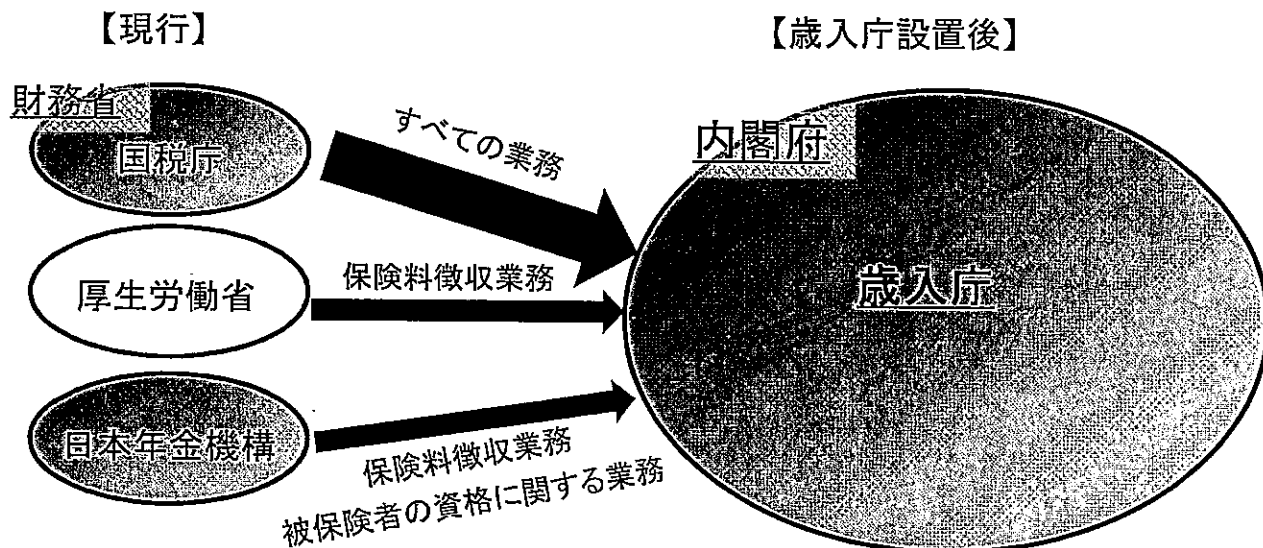 【現行】
【歳入庁設置後】
財務省
国税庁
すべての業務
内閣府
厚生労働省
保険料徴収業務
歳入庁
日本年金機構
保険料徴収業務
被保険者の資格に関する業務